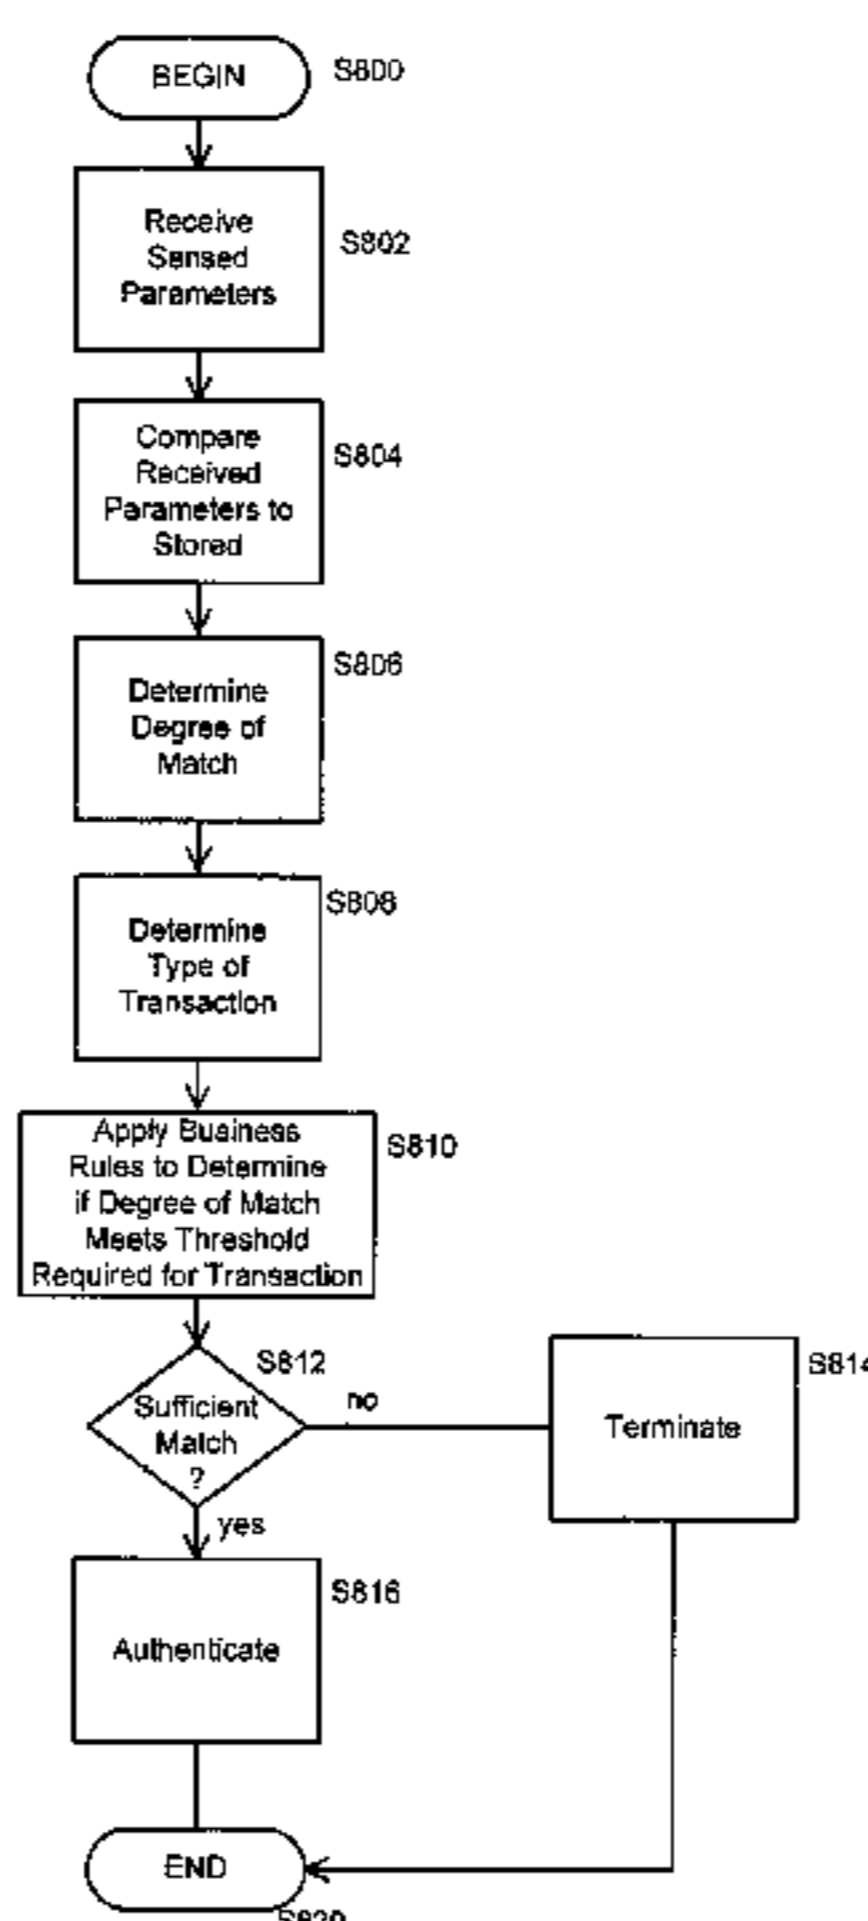 BEGIN
S800
Receive
Sensed
Parameters
S802
Compare
Received
Parameters to
Stored
S804
Determine
Degree of
Match
S806
Determine
Type of
Transaction
S808
Apply Business
Rules to Determine
if Degree of Match
Meets Threshold
Required for Transaction
S810
S812
Sufficient
Match
?
no
Terminate
S814
yes
Authenticate
S816
END
S820